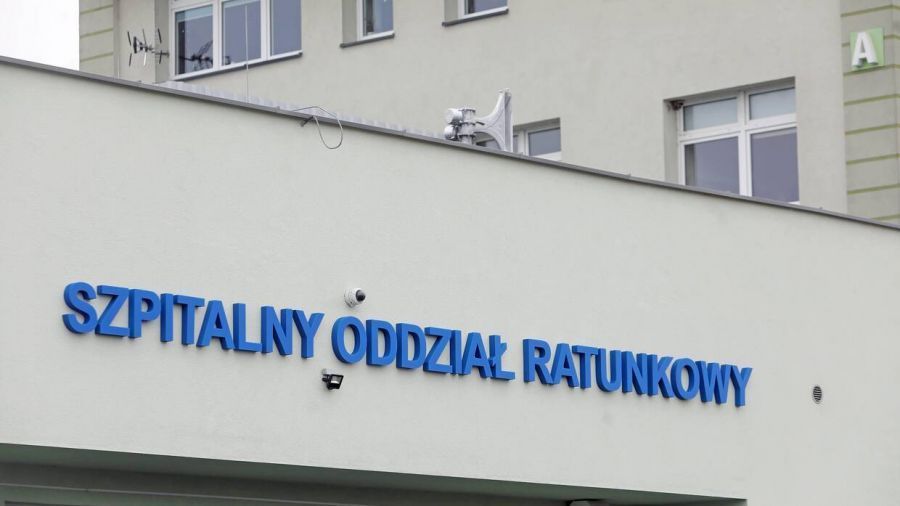 A
SZPITALNY ODDZIAŁ RATUNKOWY